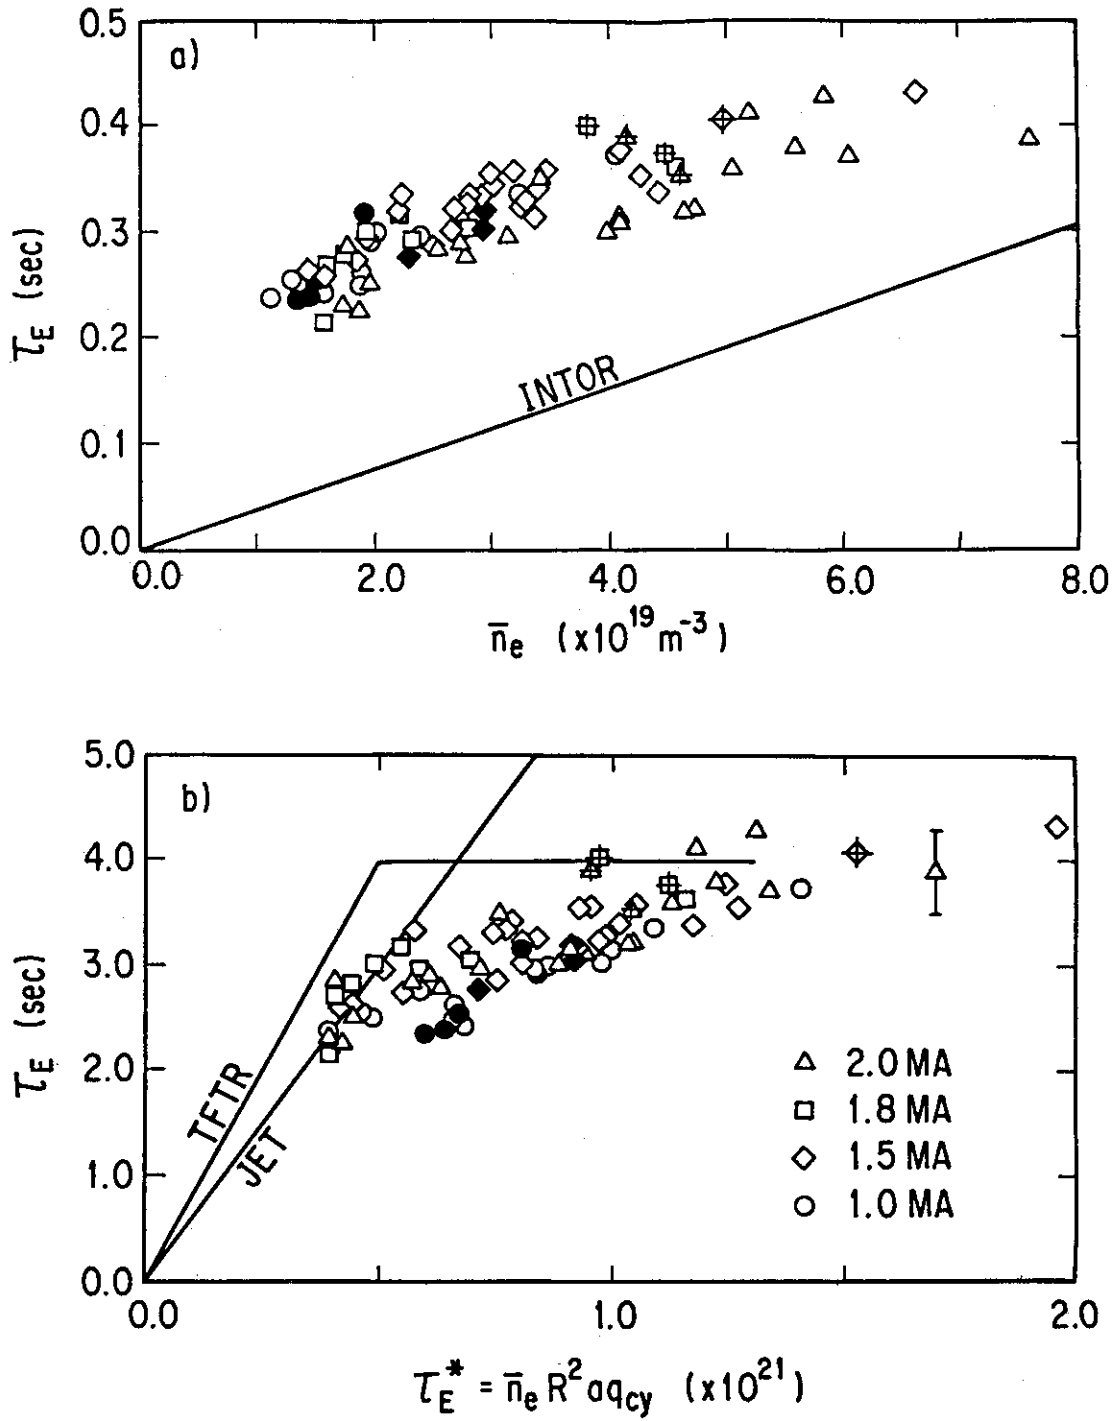 a)
0.5
0.4
0.3
0.2
0.1
0.0
τE (sec)
INTOR
0.0 2.0 4.0 6.0 8.0
n̄e (x10¹⁹ m⁻³)
b)
5.0
4.0
3.0
2.0
1.0
0.0
τE (sec)
TFTR
JET
△ 2.0 MA
□ 1.8 MA
◇ 1.5 MA
○ 1.0 MA
0.0 1.0 2.0
τE* = n̄e R² aqcy (x10²¹)